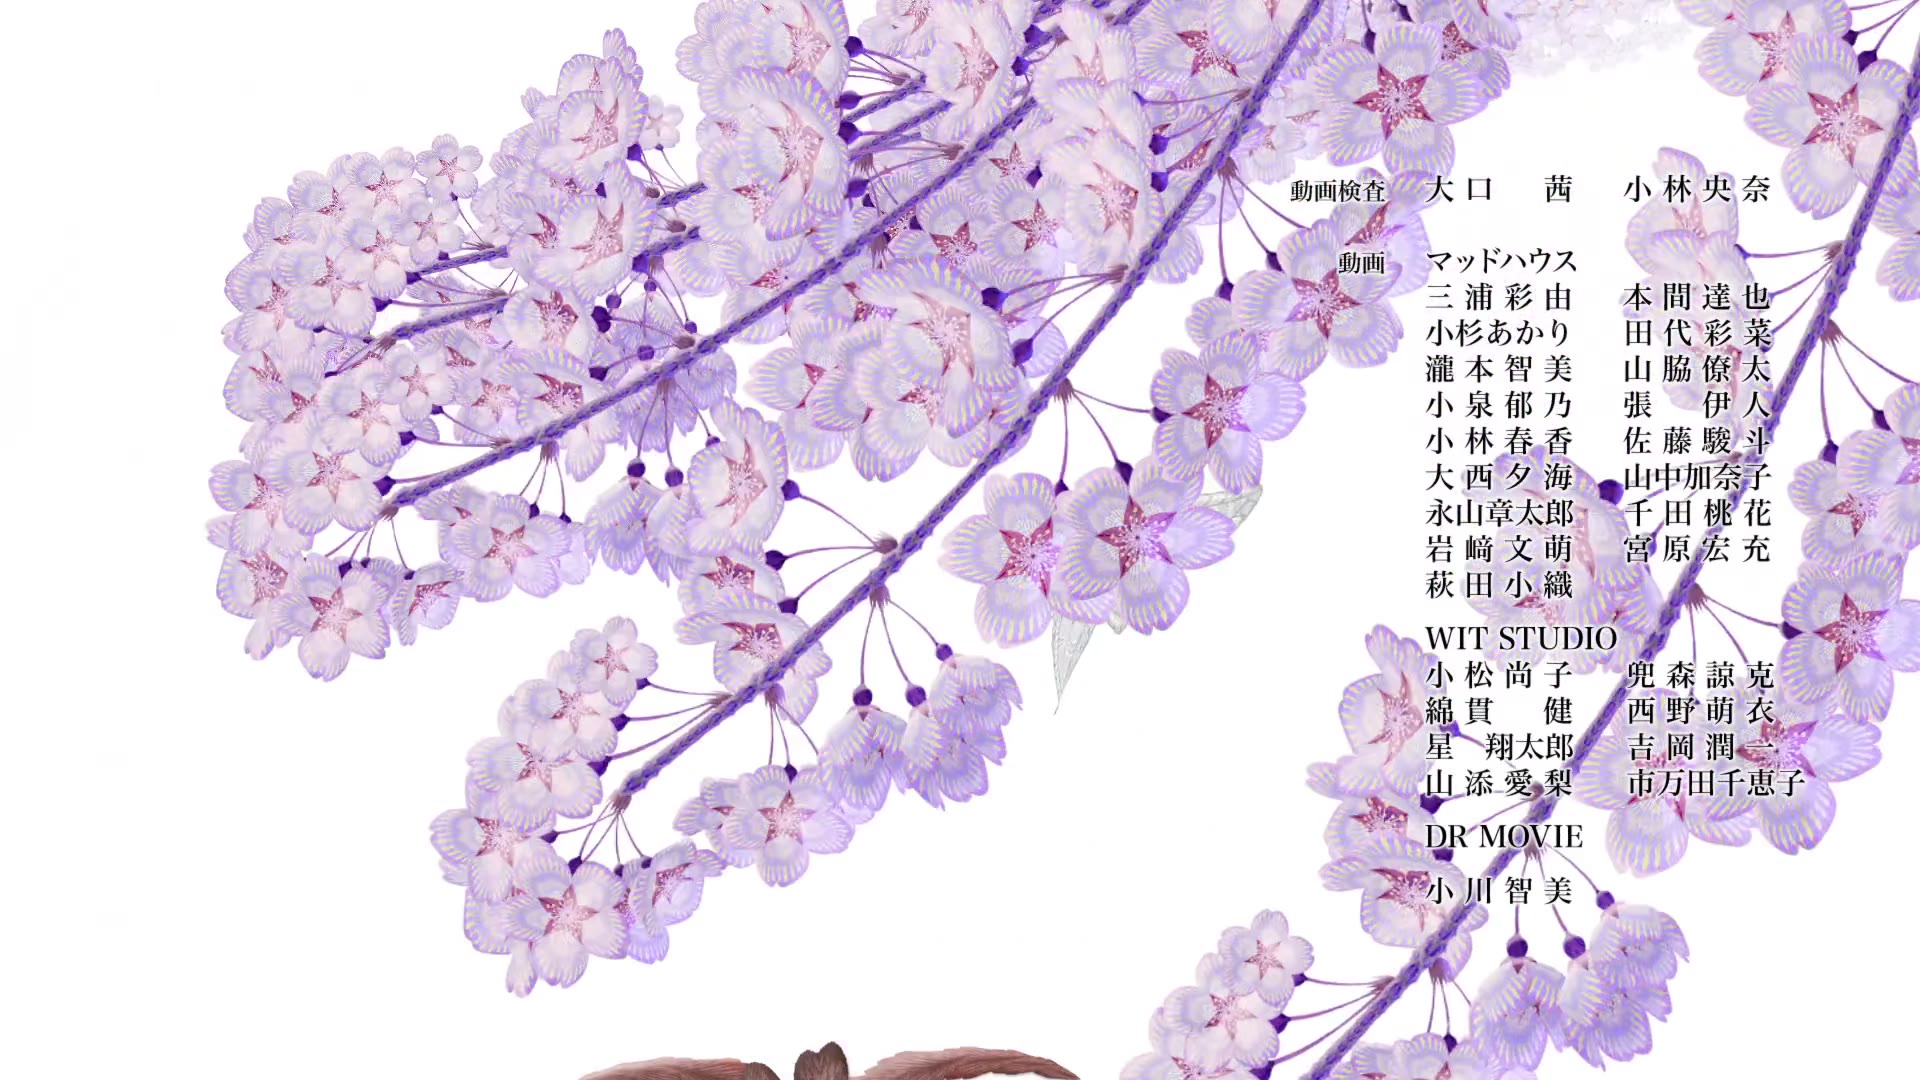 動画検査 大口 茜 小林央奈
動画 マッドハウス
三浦彩由 本間達也
小杉あかり 田代彩菜
瀧本智美 山脇僚太
小泉郁乃 張 伊人
小林春香 佐藤駿斗
大西夕海 山中加奈子
永山章太郎 千田桃花
岩﨑文萌 宮原宏充
萩田小織
WIT STUDIO
小松尚子 兜森諒克
綿貫 健 西野萌衣
星 翔太郎 吉岡潤一
山添愛梨 市万田千恵子
DR MOVIE
小川智美